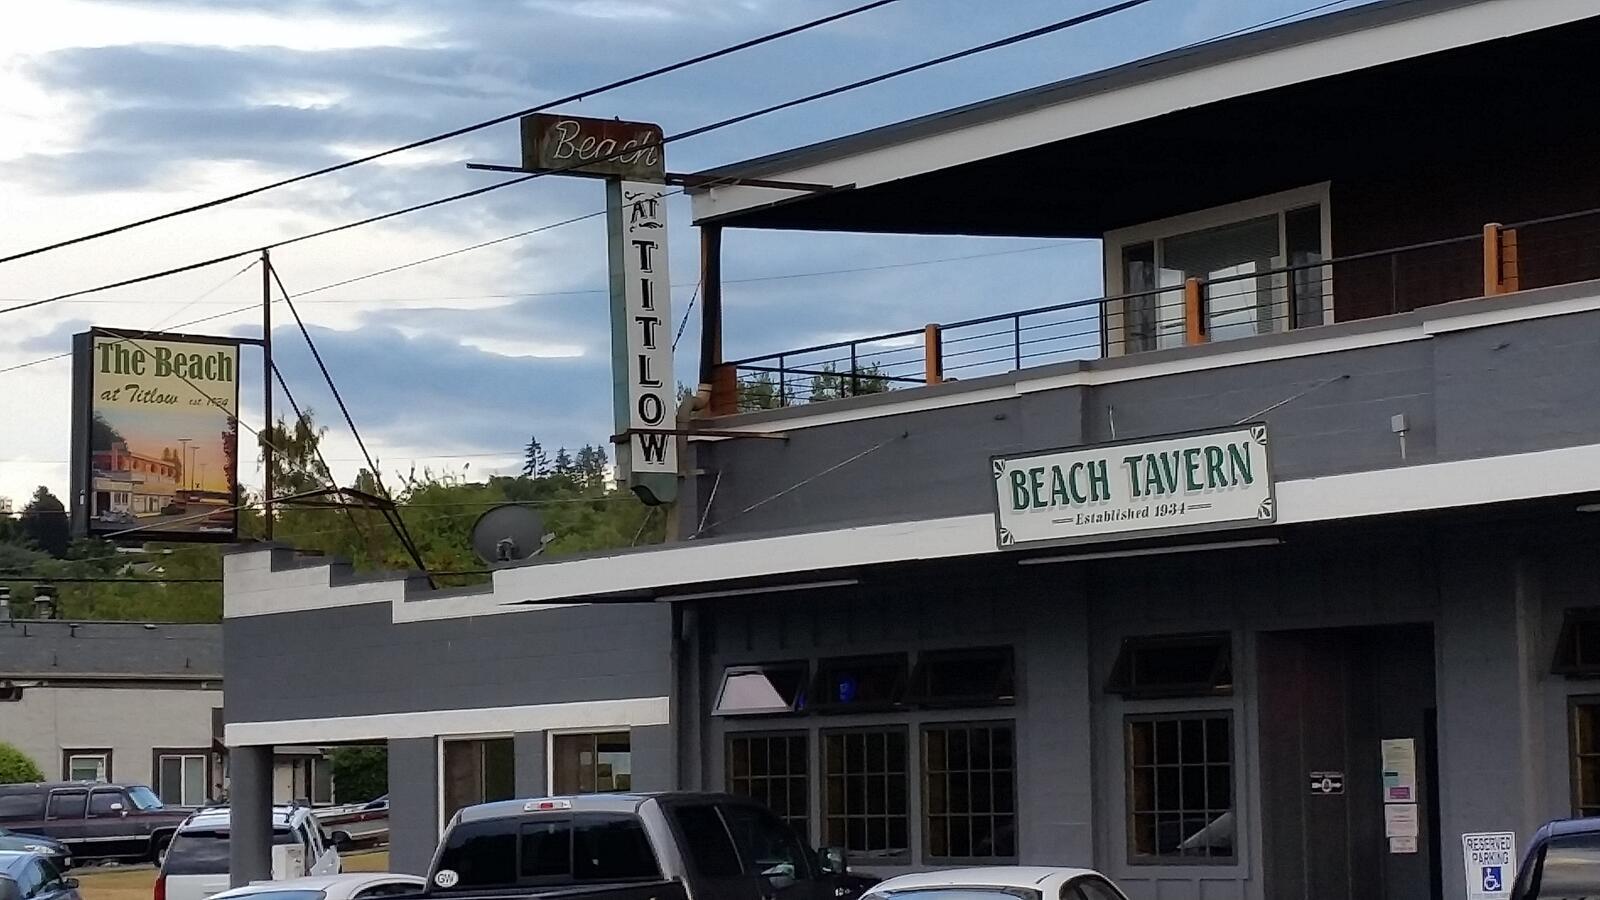 Beach
AT
TITLOW
The Beach
at Titlow est. 1934
BEACH TAVERN
Established 1934
GW
RESERVED
PARKING